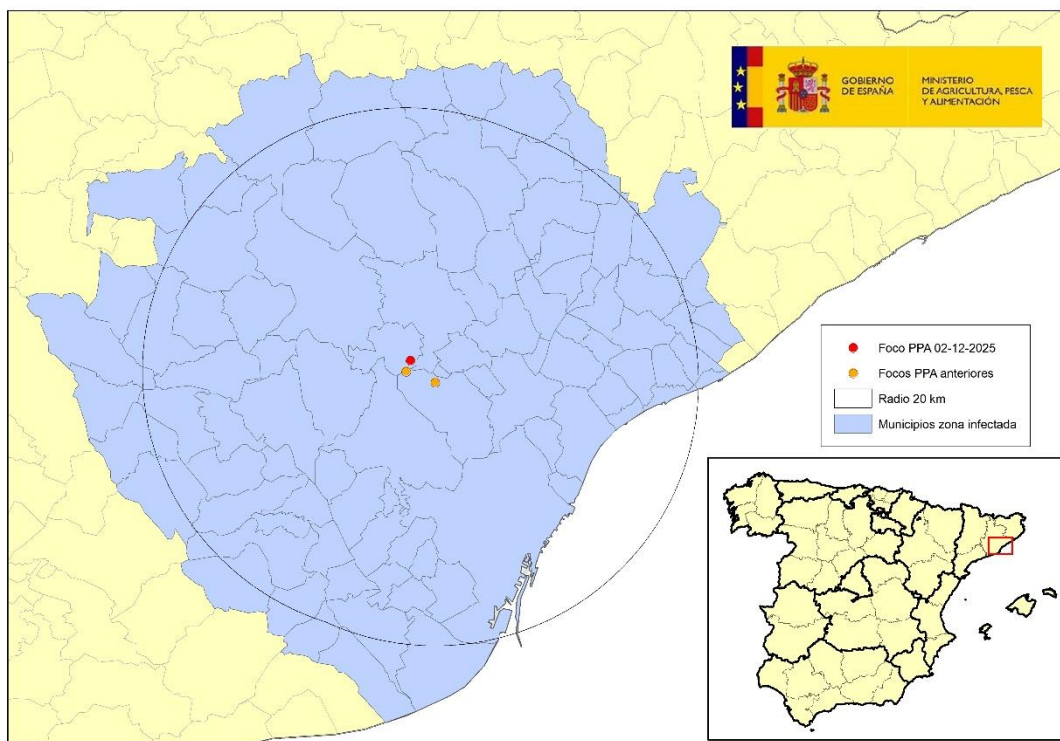 GOBIERNO
DE ESPAÑA
MINISTERIO
DE AGRICULTURA, PESCA
Y ALIMENTACIÓN
Foco PPA 02-12-2025
Focos PPA anteriores
Radio 20 km
Municipios zona infectada